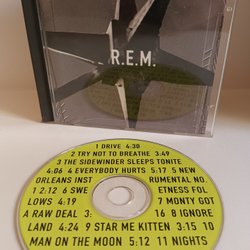 R.E.M.
1 DRIVE 4.30
2 TRY NOT TO BREATHE 3.49
3 THE SIDEWINDER SLEEPS TONITE
4:06 4 EVERYBODY HURTS 5:17 5 NEW
ORLEANS INST RUMENTAL NO.
1 2:12 6 SWE ETNESS FOL
LOWS 4:19 7 MONTY GOT
A RAW DEAL 3: 16 8 IGNORE
LAND 4:24 9 STAR ME KITTEN 3:15 10
MAN ON THE MOON 5:12 11 NIGHTS